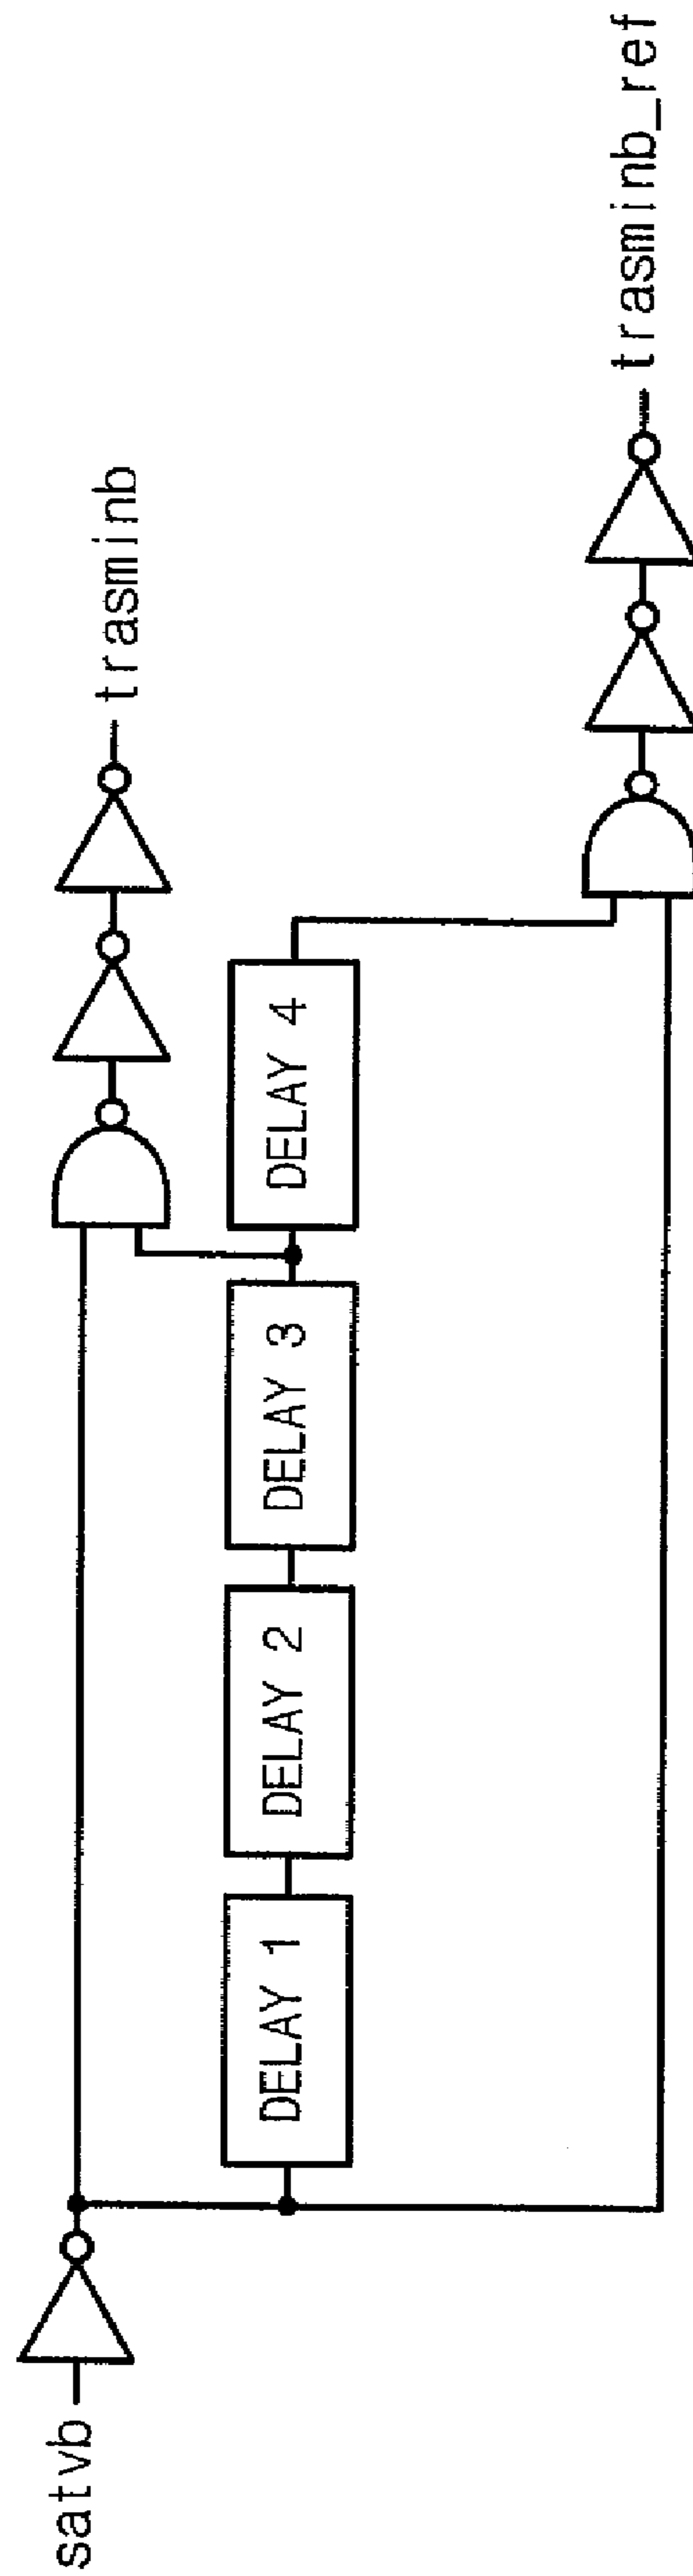 satvb
trasminb
DELAY 1
DELAY 2
DELAY 3
DELAY 4
trasminb_ref